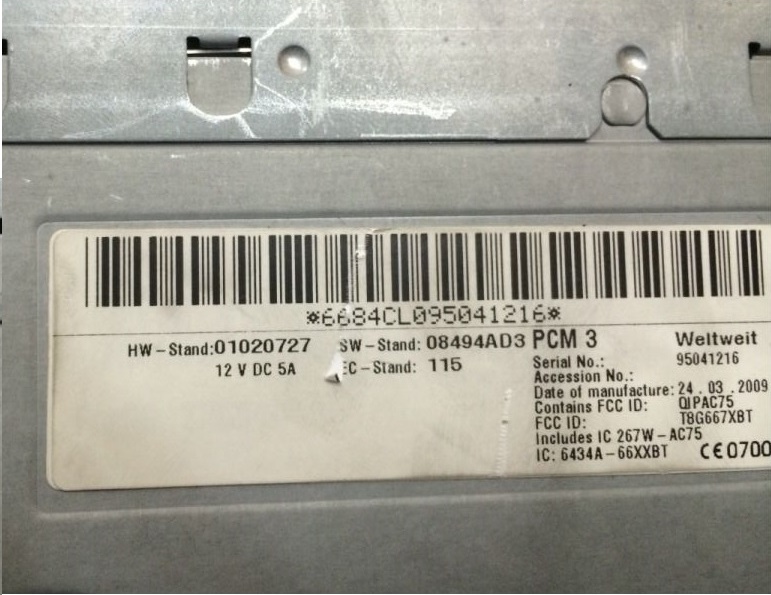 *6684CL095041216*
HW-Stand:01020727 SW-Stand: 08494AD3 PCM 3 Weltweit
12 V DC 5A EC-Stand: 115
Serial No.: 95041216
Accession No.:
Date of manufacture: 24 . 03 . 2009
Contains FCC ID: QIPAC75
FCC ID: T8G667XBT
Includes IC 267W-AC75
IC: 6434A-66XXBT CE0700